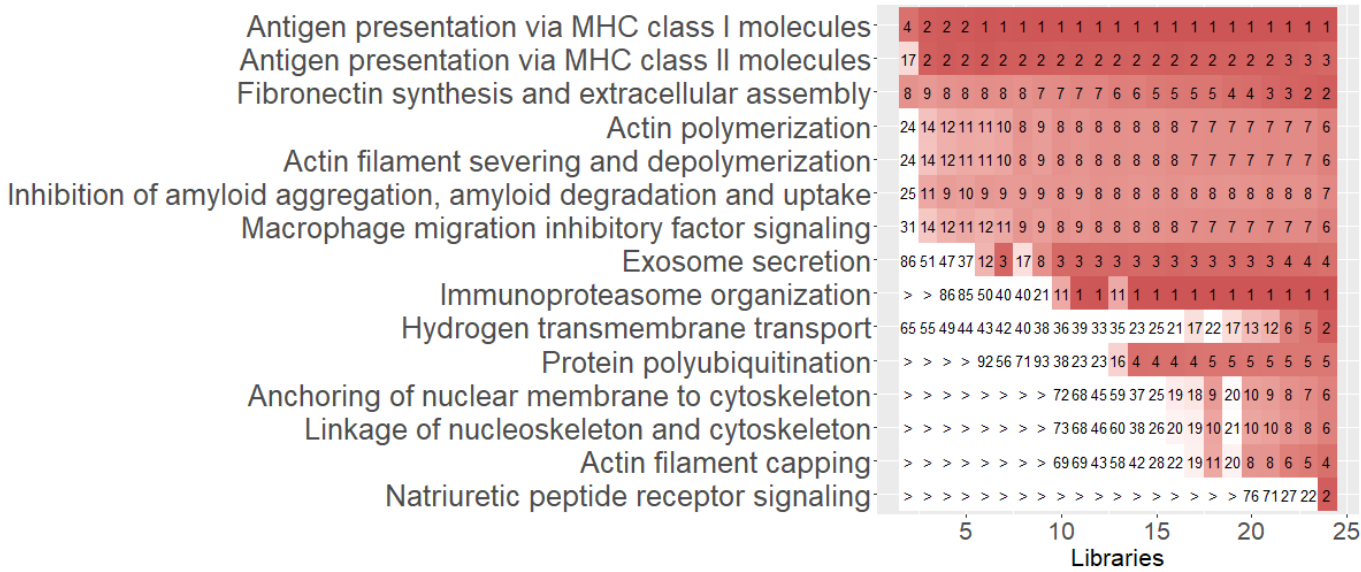 Antigen presentation via MHC class I molecules 4 2 2 2 1 1 1 1 1 1 1 1 1 1 1 1 1 1 1 1 1 1 1
Antigen presentation via MHC class II molecules 17 2 2 2 2 2 2 2 2 2 2 2 2 2 2 2 2 2 2 2 3 3 3
Fibronectin synthesis and extracellular assembly 8 9 8 8 8 8 8 7 7 7 7 6 6 5 5 5 5 4 4 3 3 2 2
Actin polymerization 24 14 12 11 11 10 8 9 8 8 8 8 8 8 8 7 7 7 7 7 7 7 6
Actin filament severing and depolymerization 24 14 12 11 11 10 8 9 8 8 8 8 8 8 8 7 7 7 7 7 7 7 6
Inhibition of amyloid aggregation, amyloid degradation and uptake 25 11 9 10 9 9 9 9 8 9 8 8 8 8 8 8 8 8 8 8 8 8 7
Macrophage migration inhibitory factor signaling 31 14 12 11 12 11 9 9 8 9 8 8 8 8 8 7 7 7 7 7 7 7 6
Exosome secretion 86 51 47 37 12 3 17 8 3 3 3 3 3 3 3 3 3 3 3 3 4 4 4
Immunoproteasome organization > > 86 85 50 40 40 21 11 1 1 11 1 1 1 1 1 1 1 1 1 1 1
Hydrogen transmembrane transport 65 55 49 44 43 42 40 38 36 39 33 35 23 25 21 17 22 17 13 12 6 5 2
Protein polyubiquitination > > > > 92 56 71 93 38 23 23 16 4 4 4 4 5 5 5 5 5 5 5
Anchoring of nuclear membrane to cytoskeleton > > > > > > > > 72 68 45 59 37 25 19 18 9 20 10 9 8 7 6
Linkage of nucleoskeleton and cytoskeleton > > > > > > > > 73 68 46 60 38 26 20 19 10 21 10 10 8 8 6
Actin filament capping > > > > > > > > 69 69 43 58 42 28 22 19 11 20 8 8 6 5 4
Natriuretic peptide receptor signaling > > > > > > > > > > > > > > > > > > 76 71 27 22 2
5 10 15 20 25
Libraries